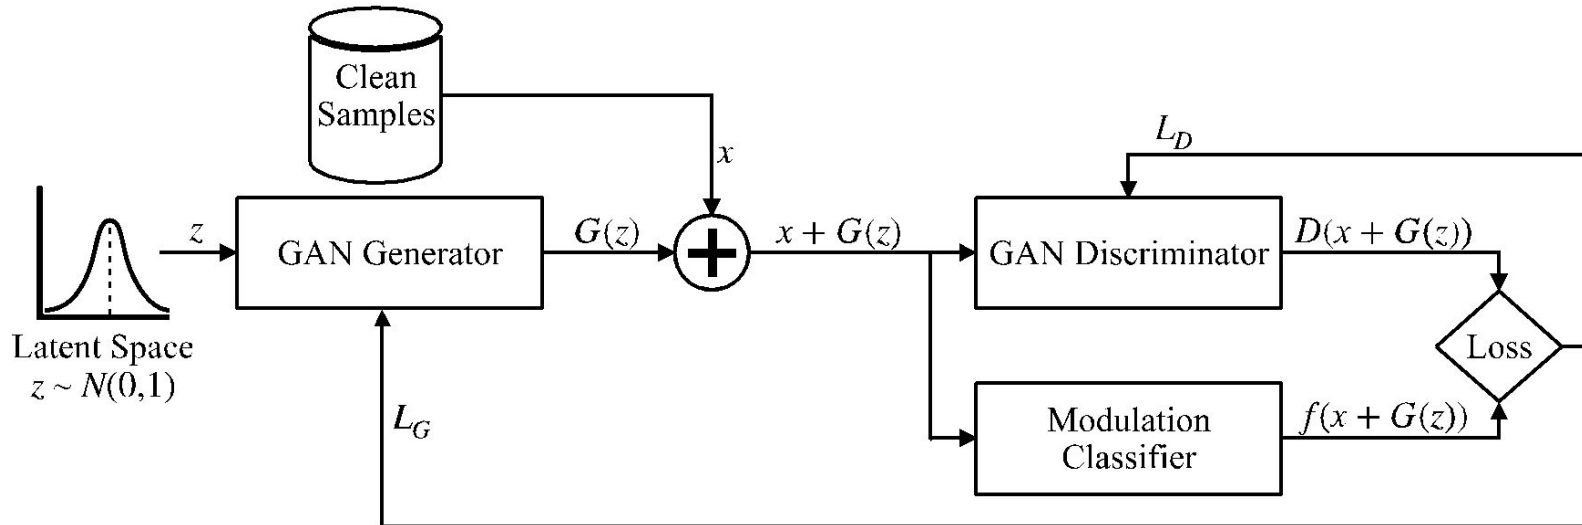 Clean
Samples
x
L_D
z
GAN Generator
G(z)
+
x + G(z)
GAN Discriminator
D(x + G(z))
Latent Space
z ~ N(0,1)
Loss
L_G
Modulation
Classifier
f(x + G(z))